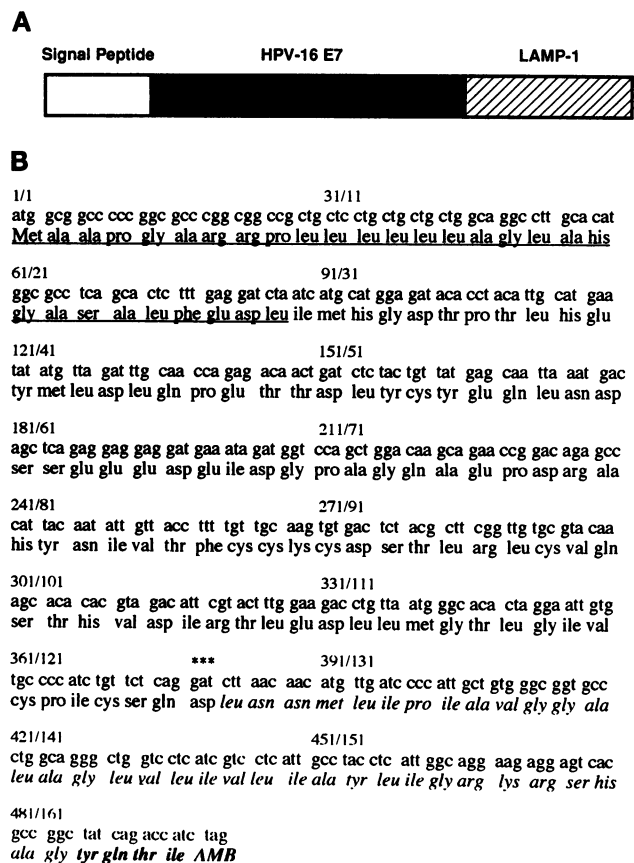 A
Signal Peptide HPV-16 E7 LAMP-1
B
1/1 31/11
atg gcg gcc ccc ggc gcc cgg cgg ccg ctg ctc ctg ctg ctg ctg gca ggc ctt gca cat
Met ala ala pro gly ala arg arg pro leu leu leu leu leu leu ala gly leu ala his
61/21 91/31
ggc gcc tca gca ctc ttt gag gat cta atc atg cat gga gat aca cct aca ttg cat gaa
gly ala ser ala leu phe glu asp leu ile met his gly asp thr pro thr leu his glu
121/41 151/51
tat atg tta gat ttg caa cca gag aca act gat ctc tac tgt tat gag caa tta aat gac
tyr met leu asp leu gln pro glu thr thr asp leu tyr cys tyr glu gln leu asn asp
181/61 211/71
agc tca gag gag gag gat gaa ata gat ggt cca gct gga caa gca gaa ccg gac aga gcc
ser ser glu glu glu asp glu ile asp gly pro ala gly gln ala glu pro asp arg ala
241/81 271/91
cat tac aat att gtt acc ttt tgt tgc aag tgt gac tct acg ctt cgg ttg tgc gta caa
his tyr asn ile val thr phe cys cys lys cys asp ser thr leu arg leu cys val gln
301/101 331/111
agc aca cac gta gac att cgt act ttg gaa gac ctg tta atg ggc aca cta gga att gtg
ser thr his val asp ile arg thr leu glu asp leu leu met gly thr leu gly ile val
361/121 *** 391/131
tgc ccc atc tgt tct cag gat ctt aac aac atg ttg atc ccc att gct gtg ggc ggt gcc
cys pro ile cys ser gln asp leu asn asn met leu ile pro ile ala val gly gly ala
421/141 451/151
ctg gca ggg ctg gtc ctc atc gtc ctc att gcc tac ctc att ggc agg aag agg agt cac
leu ala gly leu val leu ile val leu ile ala tyr leu ile gly arg lys arg ser his
481/161
gcc ggc tat cag acc atc tag
ala gly tyr gln thr ile AMB